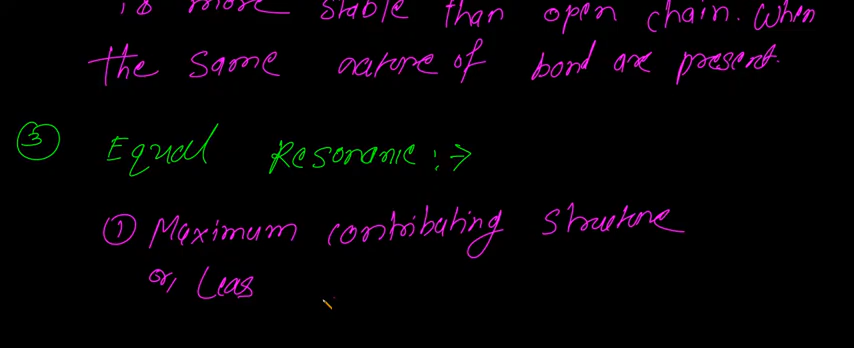 is more stable than open chain. When
the same nature of bond are present.
③ Equal Resonanie :→
① Maximum contributing structure
or, Leas